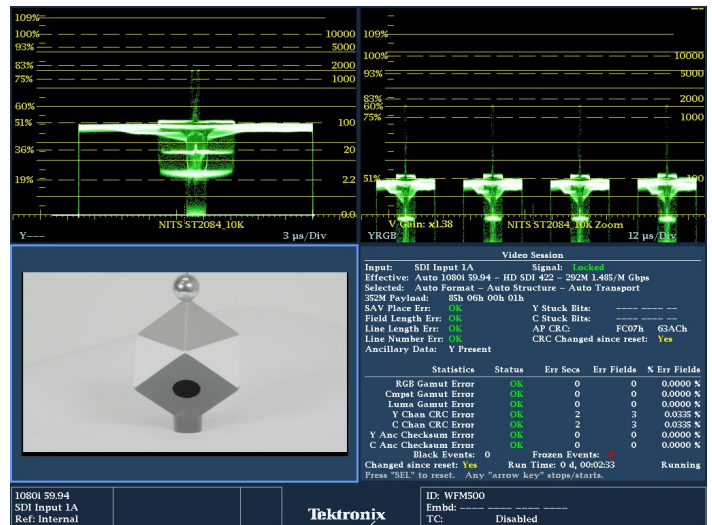 109%
100% 10000
93% 5000
83% 2000
75% 1000
60%
51% 100
36% 20
19% 2.2
0.0
Y--- NITS ST2084_10K 3 µs/Div
109%
100% 10000
93% 5000
83% 2000
60%
75% 1000
51% 100
V Gain: x1.38 NITS ST2084_10K Zoom
YRGB 12 µs/Div
Video Session
Input: SDI Input 1A Signal: Locked
Effective: Auto 1080i 59.94 – HD SDI 422 – 292M 1.485/M Gbps
Selected: Auto Format – Auto Structure – Auto Transport
352M Payload: 85h 06h 00h 01h
SAV Place Err: OK Y Stuck Bits: ---- ---- --
Field Length Err: OK C Stuck Bits: ---- ---- --
Line Length Err: OK AP CRC: FC07h 63ACh
Line Number Err: OK CRC Changed since reset: Yes
Ancillary Data: Y Present
Statistics Status Err Secs Err Fields % Err Fields
RGB Gamut Error OK 0 0 0.0000 %
Cmpst Gamut Error OK 0 0 0.0000 %
Luma Gamut Error OK 0 0 0.0000 %
Y Chan CRC Error OK 2 3 0.0335 %
C Chan CRC Error OK 2 3 0.0335 %
Y Anc Checksum Error OK 0 0 0.0000 %
C Anc Checksum Error OK 0 0 0.0000 %
Black Events: 0 Frozen Events:
Changed since reset: Yes Run Time: 0 d, 00:02:33 Running
Press "SEL" to reset. Any "arrow key" stops/starts.
1080i 59.94
SDI Input 1A
Ref: Internal
Tektronix
ID: WFM500
Embd: ---- ---- ---- ----
TC: Disabled